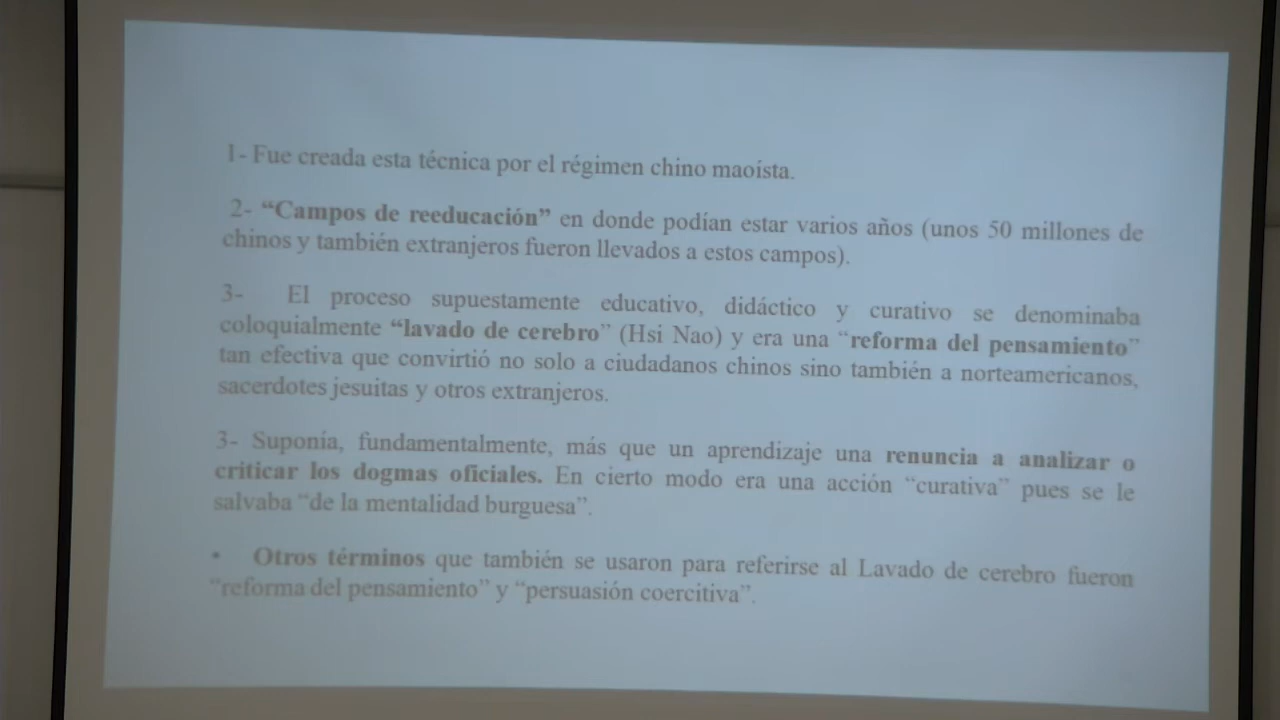 1- Fue creada esta técnica por el régimen chino maoísta.
2- “Campos de reeducación” en donde podían estar varios años (unos 50 millones de
chinos y también extranjeros fueron llevados a estos campos).
3- El proceso supuestamente educativo, didáctico y curativo se denominaba
coloquialmente “lavado de cerebro” (Hsi Nao) y era una “reforma del pensamiento”
tan efectiva que convirtió no solo a ciudadanos chinos sino también a norteamericanos,
sacerdotes jesuitas y otros extranjeros.
3- Suponía, fundamentalmente, más que un aprendizaje una renuncia a analizar o
criticar los dogmas oficiales. En cierto modo era una acción “curativa” pues se le
salvaba “de la mentalidad burguesa”.
• Otros términos que también se usaron para referirse al Lavado de cerebro fueron
“reforma del pensamiento” y “persuasión coercitiva”.